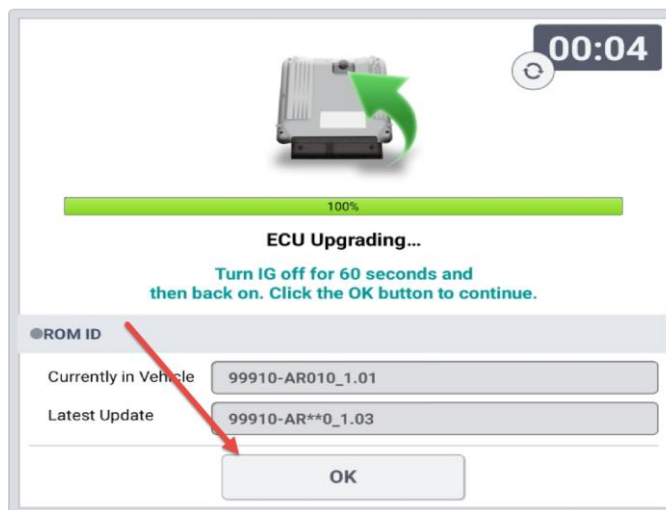 00:04
100%
ECU Upgrading...
Turn IG off for 60 seconds and
then back on. Click the OK button to continue.
ROM ID
Currently in Vehicle 99910-AR010_1.01
Latest Update 99910-AR**0_1.03
OK